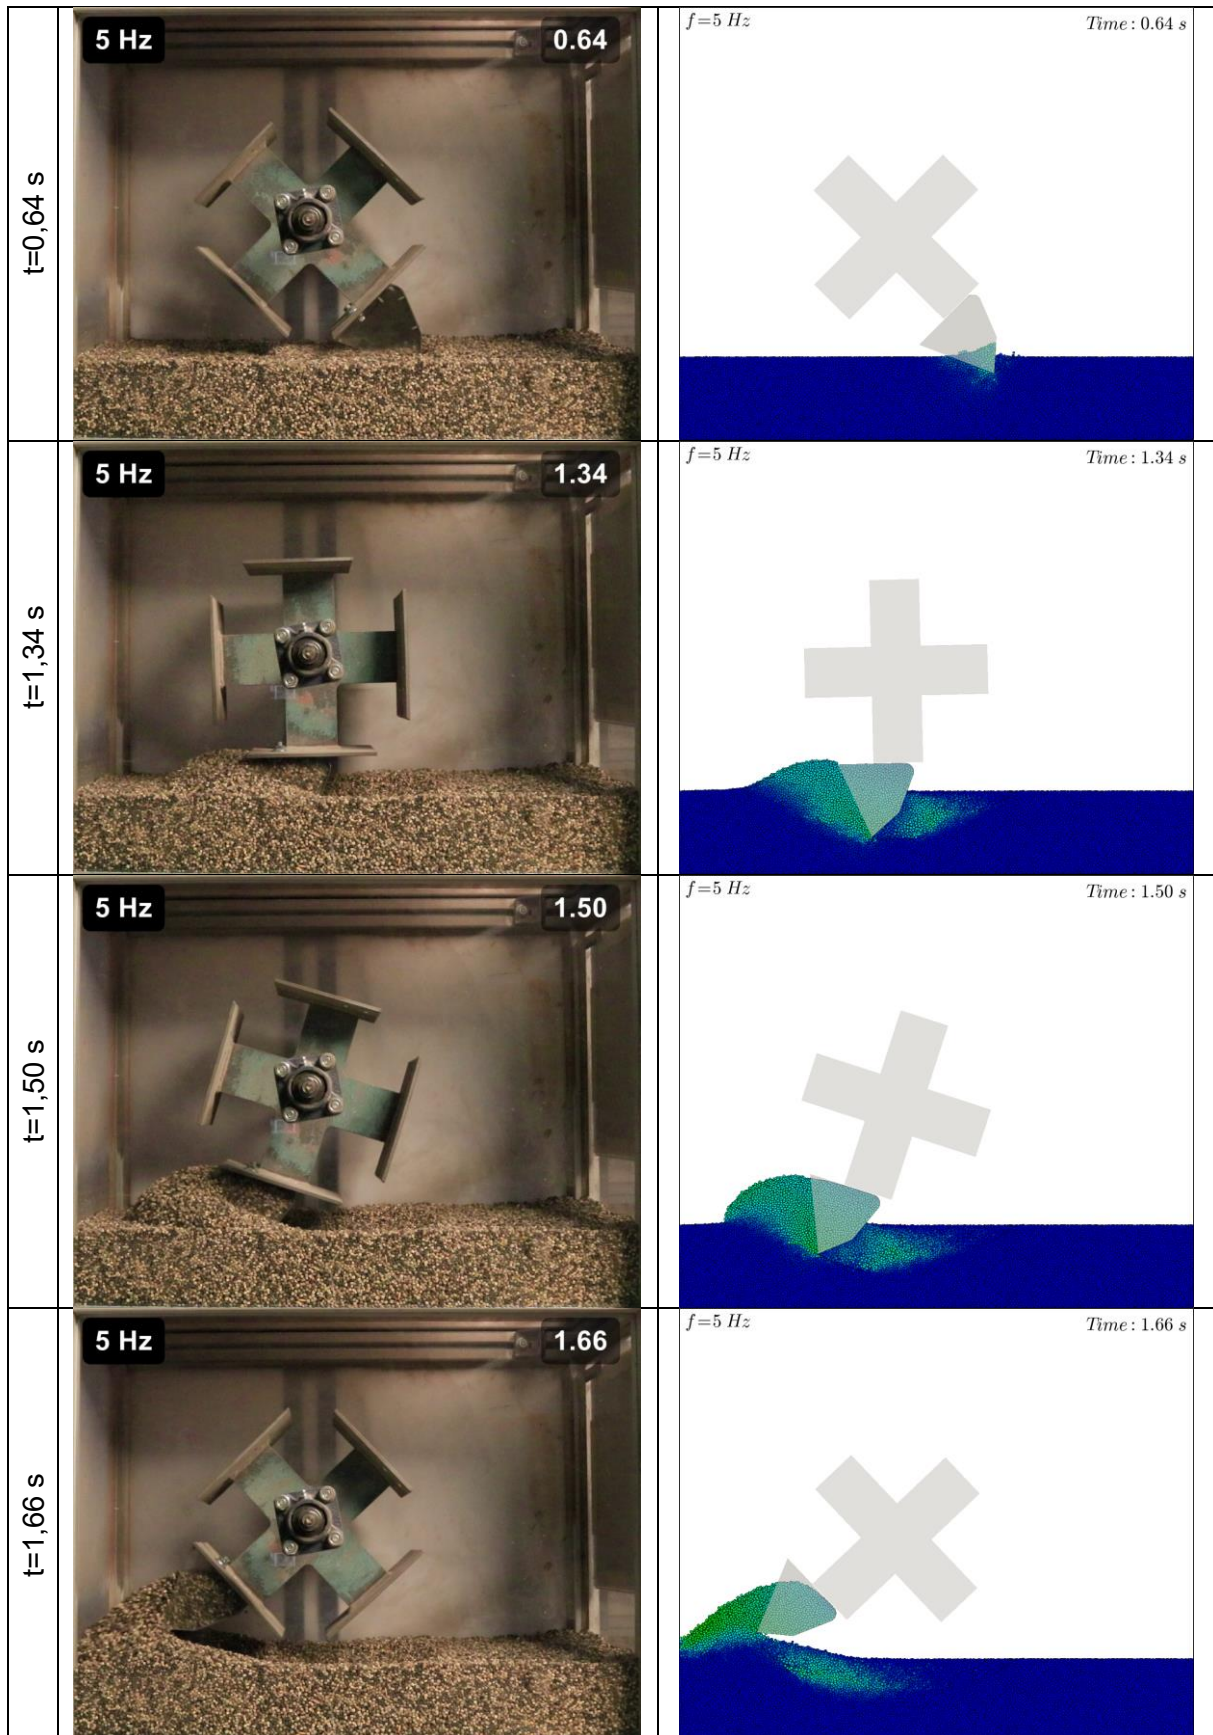 t=0,64 s
5 Hz
0.64
f=5 Hz
Time: 0.64 s
t=1,34 s
5 Hz
1.34
f=5 Hz
Time: 1.34 s
t=1,50 s
5 Hz
1.50
f=5 Hz
Time: 1.50 s
t=1,66 s
5 Hz
1.66
f=5 Hz
Time: 1.66 s